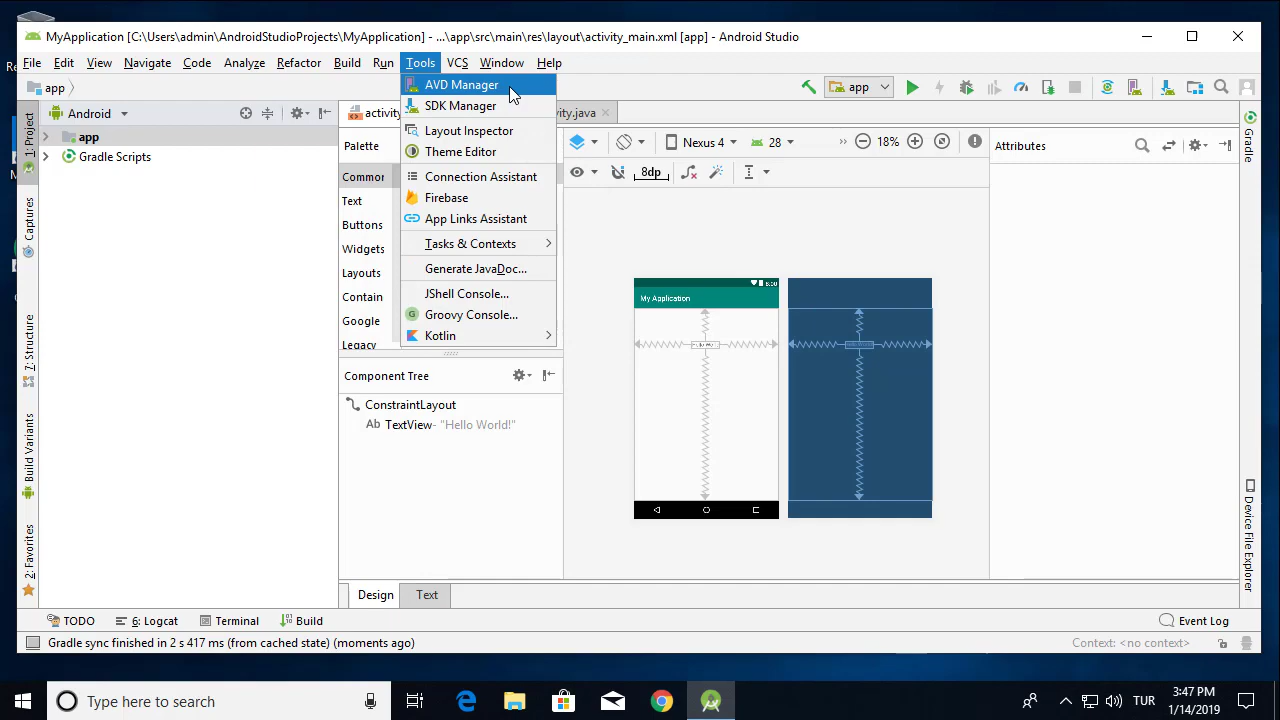 MyApplication [C:\Users\admin\AndroidStudioProjects\MyApplication] - ...\app\src\main\res\layout\activity_main.xml [app] - Android Studio
File Edit View Navigate Code Analyze Refactor Build Run Tools VCS Window Help
app
app
AVD Manager
SDK Manager
Layout Inspector
Theme Editor
Connection Assistant
Firebase
App Links Assistant
Tasks & Contexts
Generate JavaDoc...
JShell Console...
Groovy Console...
Kotlin
1: Project
Captures
7: Structure
Build Variants
2: Favorites
Android
app
Gradle Scripts
Palette
Text
Buttons
Widgets
Layouts
Google
Legacy
Nexus 4 28 18%
8dp
Attributes
My Application
8:00
Hello World!
Component Tree
ConstraintLayout
Ab TextView- "Hello World!"
Design Text
Gradle
Device File Explorer
TODO 6: Logcat Terminal Build Event Log
Gradle sync finished in 2 s 417 ms (from cached state) (moments ago) Context: <no context>
Type here to search
TUR
3:47 PM
1/14/2019